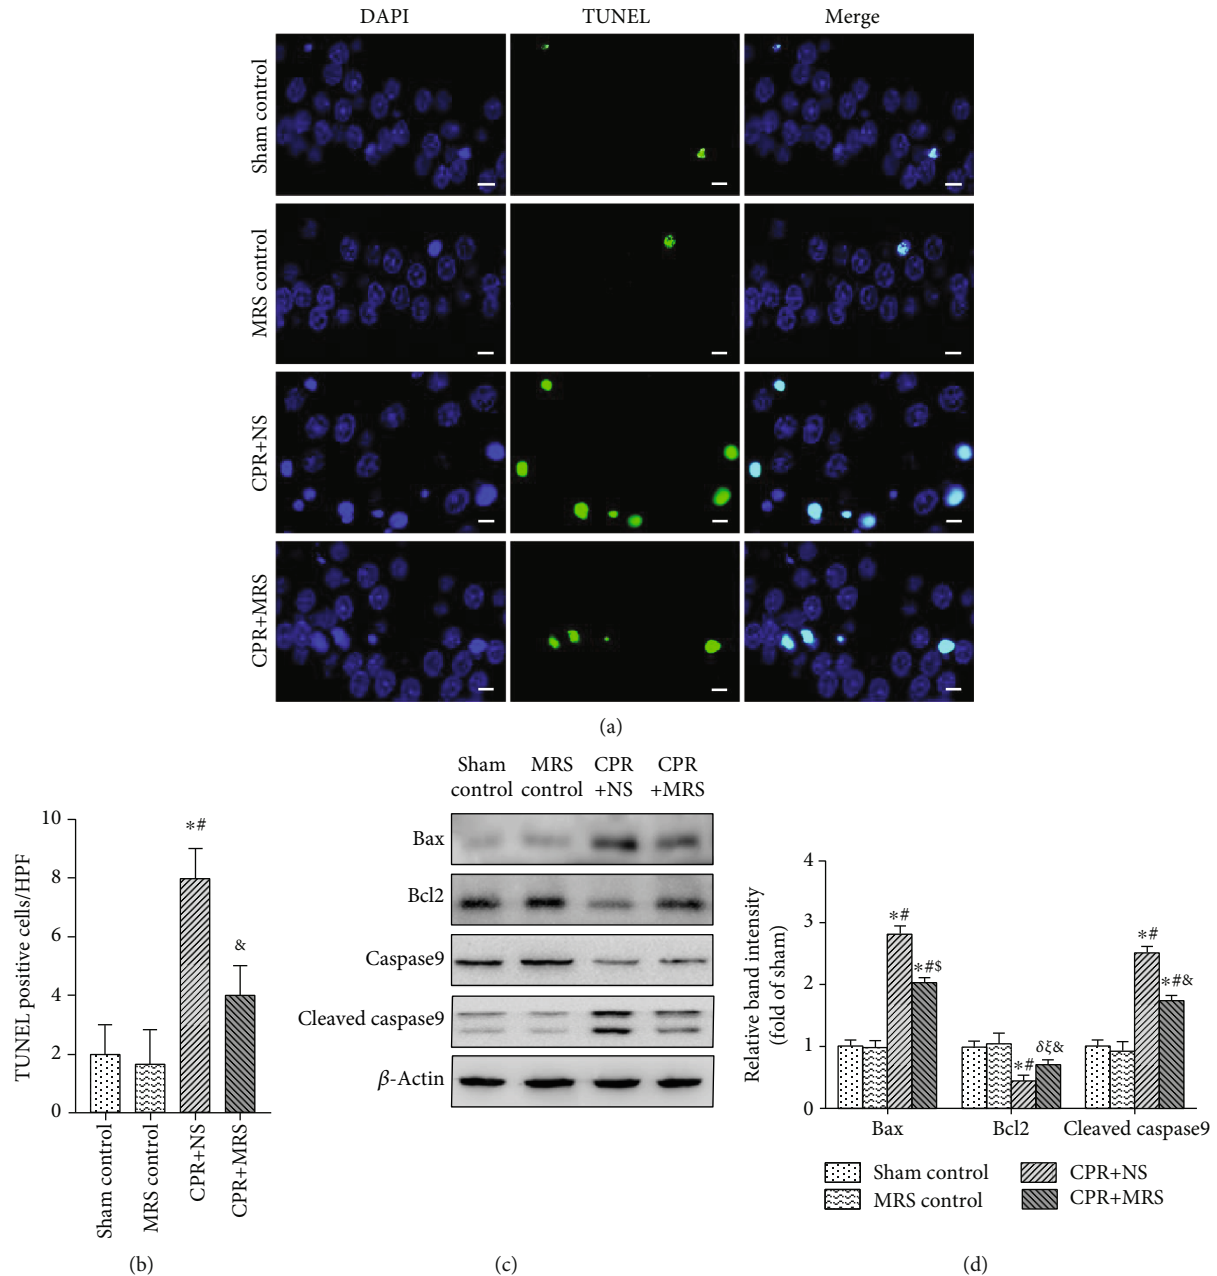 DAPI TUNEL Merge
Sham control
MRS control
CPR+NS
CPR+MRS
(a)
TUNEL positive cells/HPF
10
8
6
4
2
0
*#
&
Sham control
MRS control
CPR+NS
CPR+MRS
(b)
Sham control
MRS control
CPR +NS
CPR +MRS
Bax
Bcl2
Caspase9
Cleaved caspase9
β-Actin
(c)
Relative band intensity
(fold of sham)
4
3
2
1
0
*#
*#$
*#
δξ&
*#
*#&
Bax Bcl2 Cleaved caspase9
Sham control
MRS control
CPR+NS
CPR+MRS
(d)